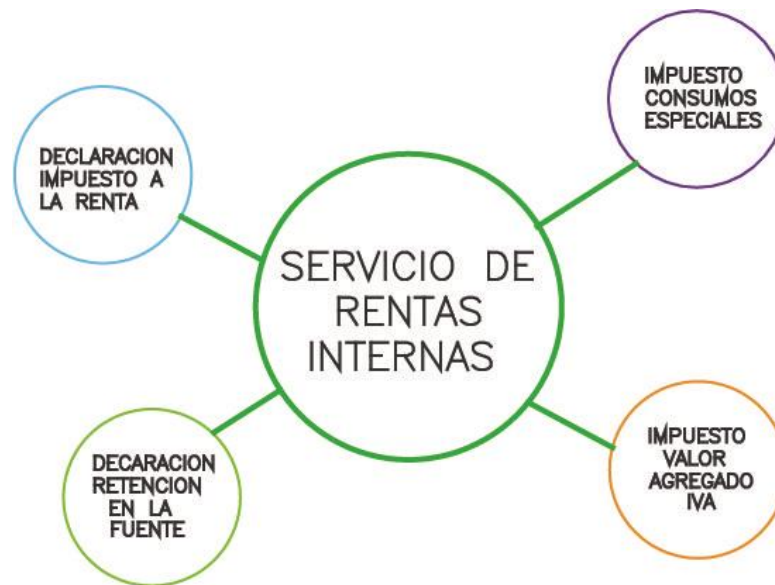 IMPUESTO
CONSUMOS
ESPECIALES
DECLARACION
IMPUESTO A
LA RENTA
SERVICIO DE
RENTAS
INTERNAS
DECARACION
RETENCION
EN LA
FUENTE
IMPUESTO
VALOR
AGREGADO
IVA